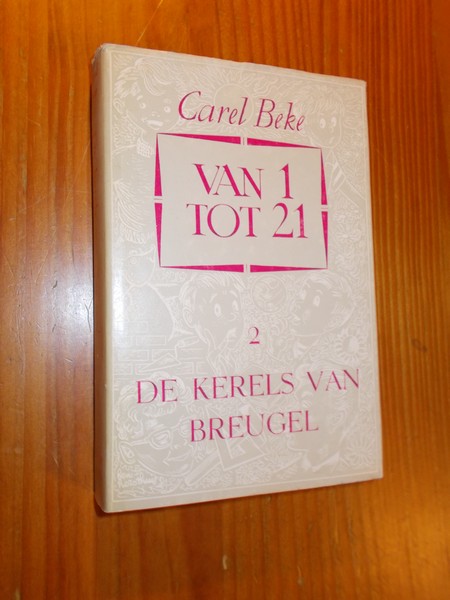 Carel Beke
VAN 1
TOT 21
2
DE KERELS VAN
BREUGEL